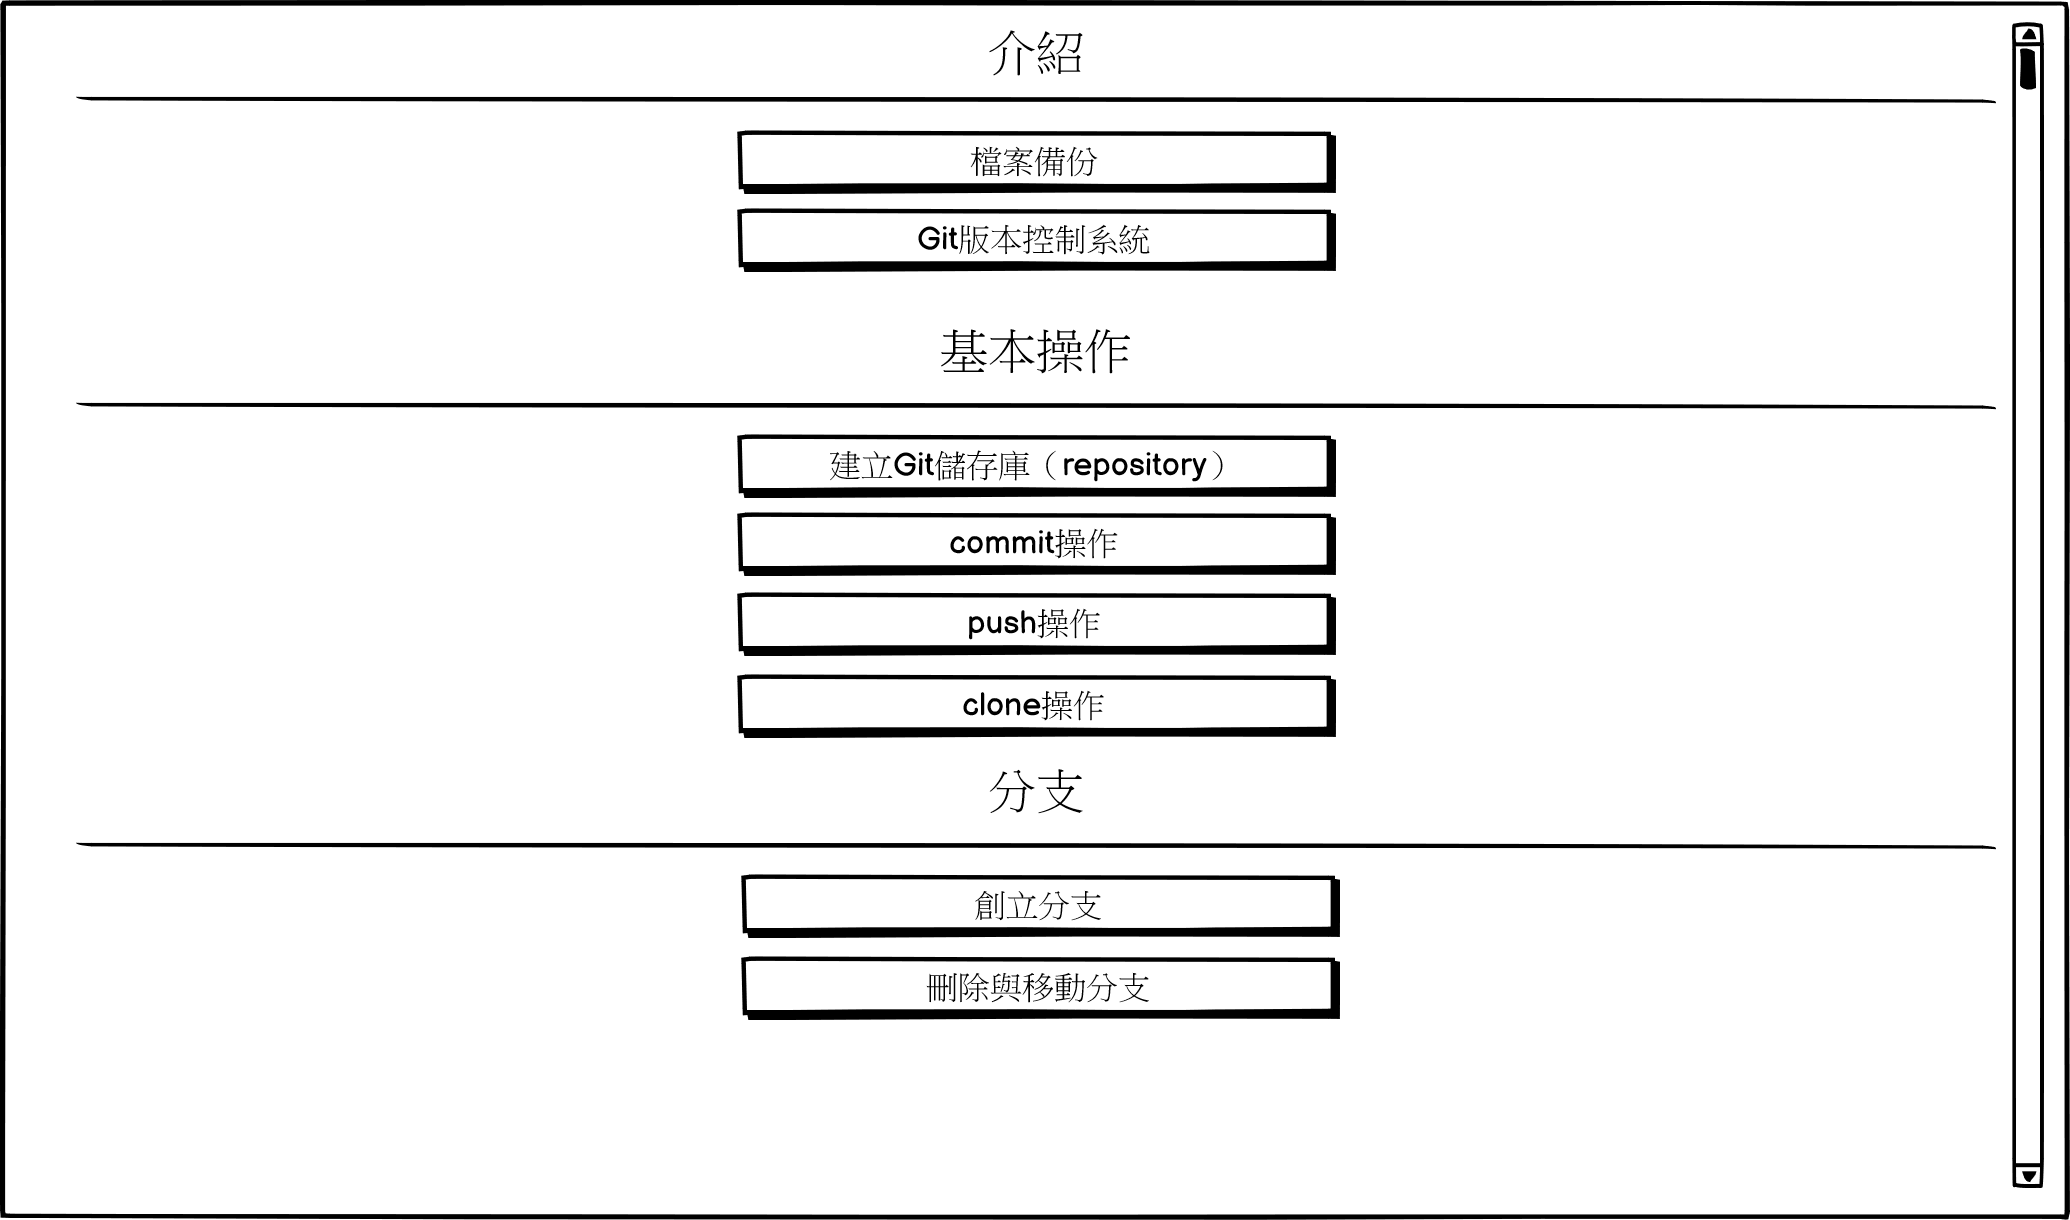 介紹
檔案備份
Git版本控制系統
基本操作
建立Git儲存庫（repository）
commit操作
push操作
clone操作
分支
創立分支
刪除與移動分支